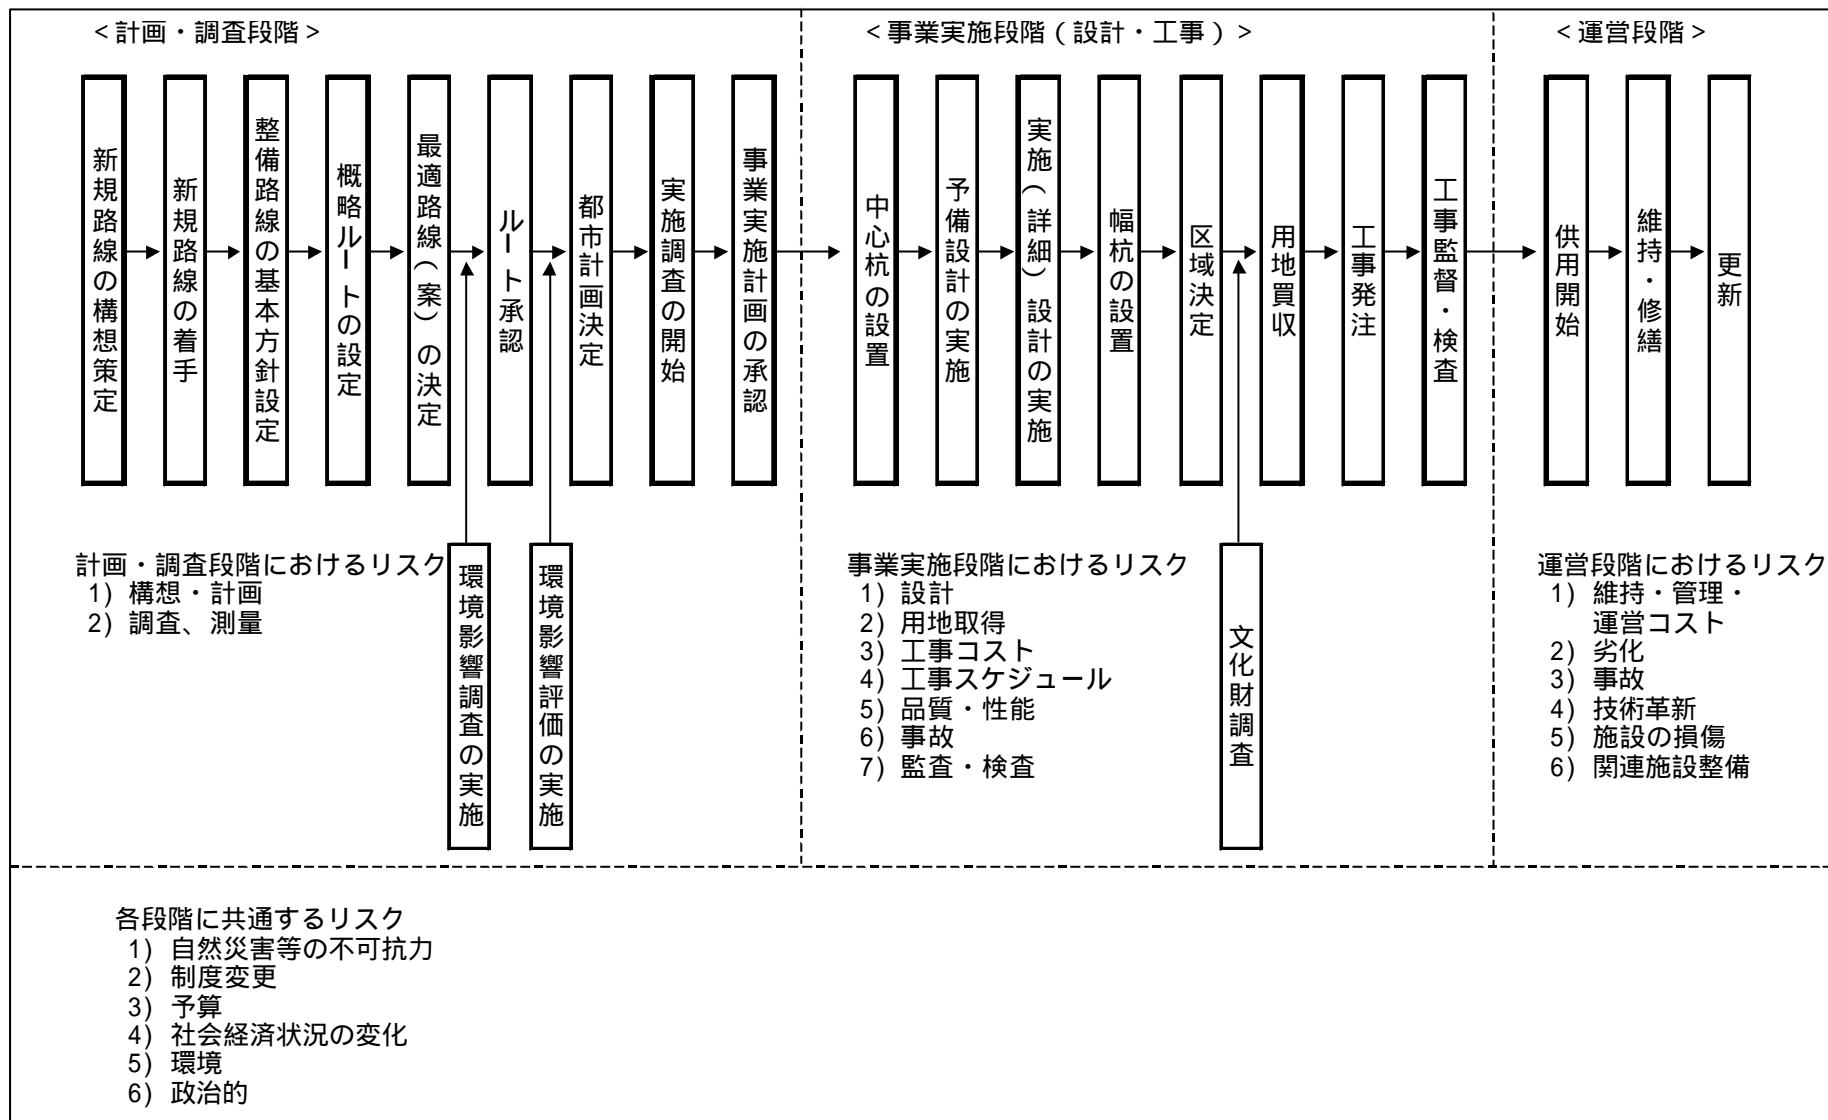 <計画・調査段階>
<事業実施段階(設計・工事)>
<運営段階>
新規路線の構想策定
新規路線の着手
整備路線の基本方針設定
概略ルートの設定
最適路線(案)の決定
ルート承認
都市計画決定
実施調査の開始
事業実施計画の承認
中心杭の設置
予備設計の実施
実施(詳細)設計の実施
幅杭の設置
区域決定
用地買収
工事発注
工事監督・検査
供用開始
維持・修繕
更新
計画・調査段階におけるリスク
1) 構想・計画
2) 調査、測量
環境影響調査の実施
環境影響評価の実施
事業実施段階におけるリスク
1) 設計
2) 用地取得
3) 工事コスト
4) 工事スケジュール
5) 品質・性能
6) 事故
7) 監査・検査
文化財調査
運営段階におけるリスク
1) 維持・管理・
運営コスト
2) 劣化
3) 事故
4) 技術革新
5) 施設の損傷
6) 関連施設整備
各段階に共通するリスク
1) 自然災害等の不可抗力
2) 制度変更
3) 予算
4) 社会経済状況の変化
5) 環境
6) 政治的